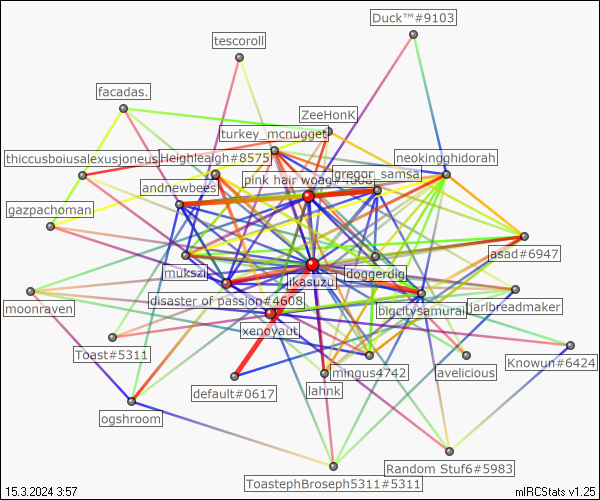 Duck™#9103
tescoroll
facadas.
ZeeHonK
turkey_mcnugget
thiccusboiusalexusjoneus
Heighleagh#8575
neokingghidorah
pink hair woag#1608
gregor_samsa
andnewbees
gazpachoman
asad#6947
mukszi
ikasuzu
doggerdig
disaster of passion#4608
moonraven
bigcitysamurai
jarlbreadmaker
xenoyaut
Toast#5311
Knowun#6424
mingus4742
avelicious
default#0617
lahnk
ogshroom
Random Stuf6#5983
ToastephBroseph5311#5311
15.3.2024 3:57
mIRCStats v1.25